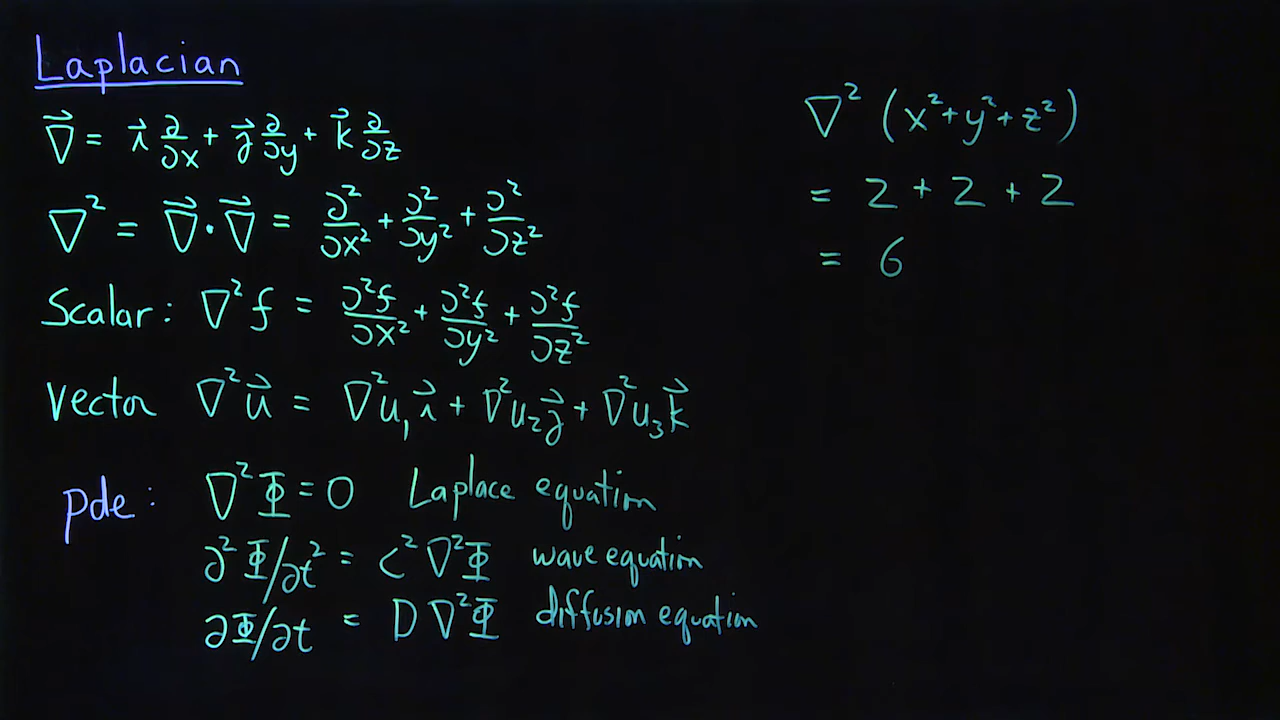 Laplacian
∇⃗ = i⃗ ∂/∂x + j⃗ ∂/∂y + k⃗ ∂/∂z
∇² = ∇⃗·∇⃗ = ∂²/∂x² + ∂²/∂y² + ∂²/∂z²
Scalar: ∇²f = ∂²f/∂x² + ∂²f/∂y² + ∂²f/∂z²
Vector ∇²u⃗ = ∇²u₁i⃗ + ∇²u₂j⃗ + ∇²u₃k⃗
pde: ∇²Φ = 0 Laplace equation
∂²Φ/∂t² = c²∇²Φ wave equation
∂Φ/∂t = D∇²Φ diffusion equation
∇² (x²+y²+z²)
= 2 + 2 + 2
= 6